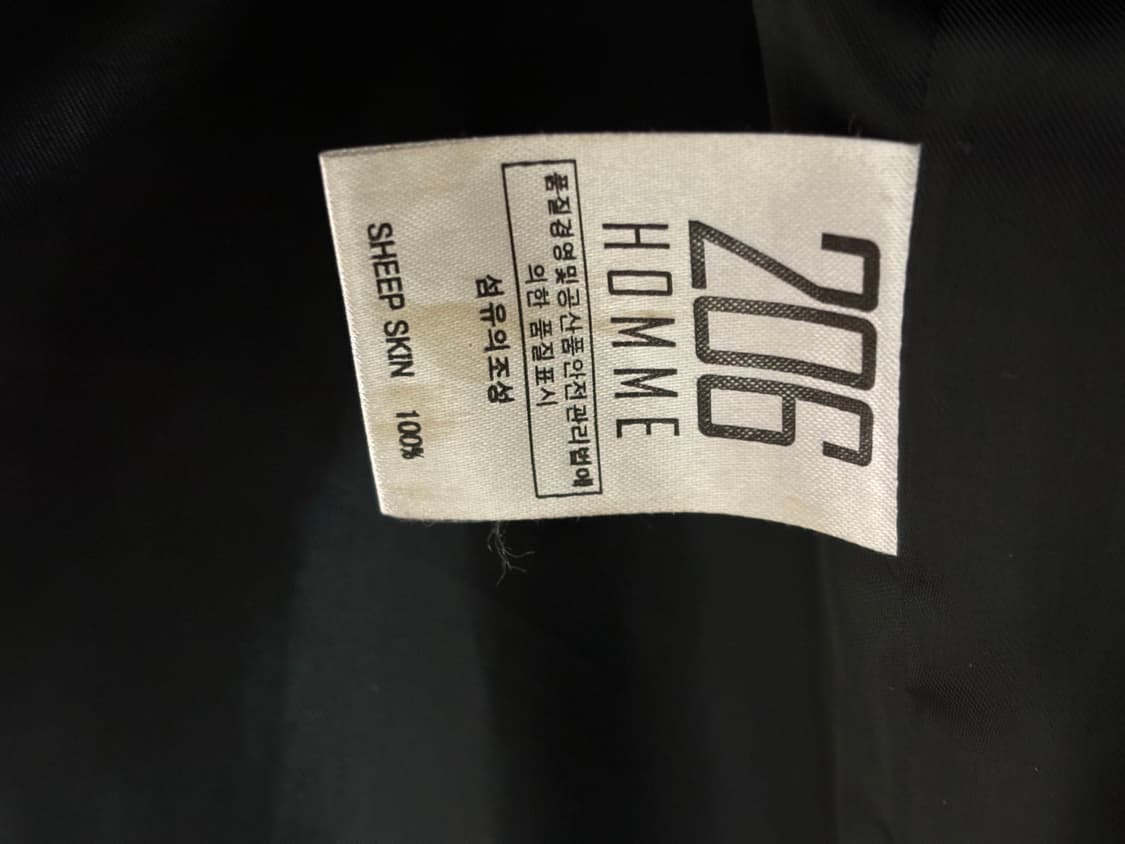 206
HOMME
품질경영및공산품안전관리법에
의한 품질표시
섬유의조성
SHEEP SKIN 100%